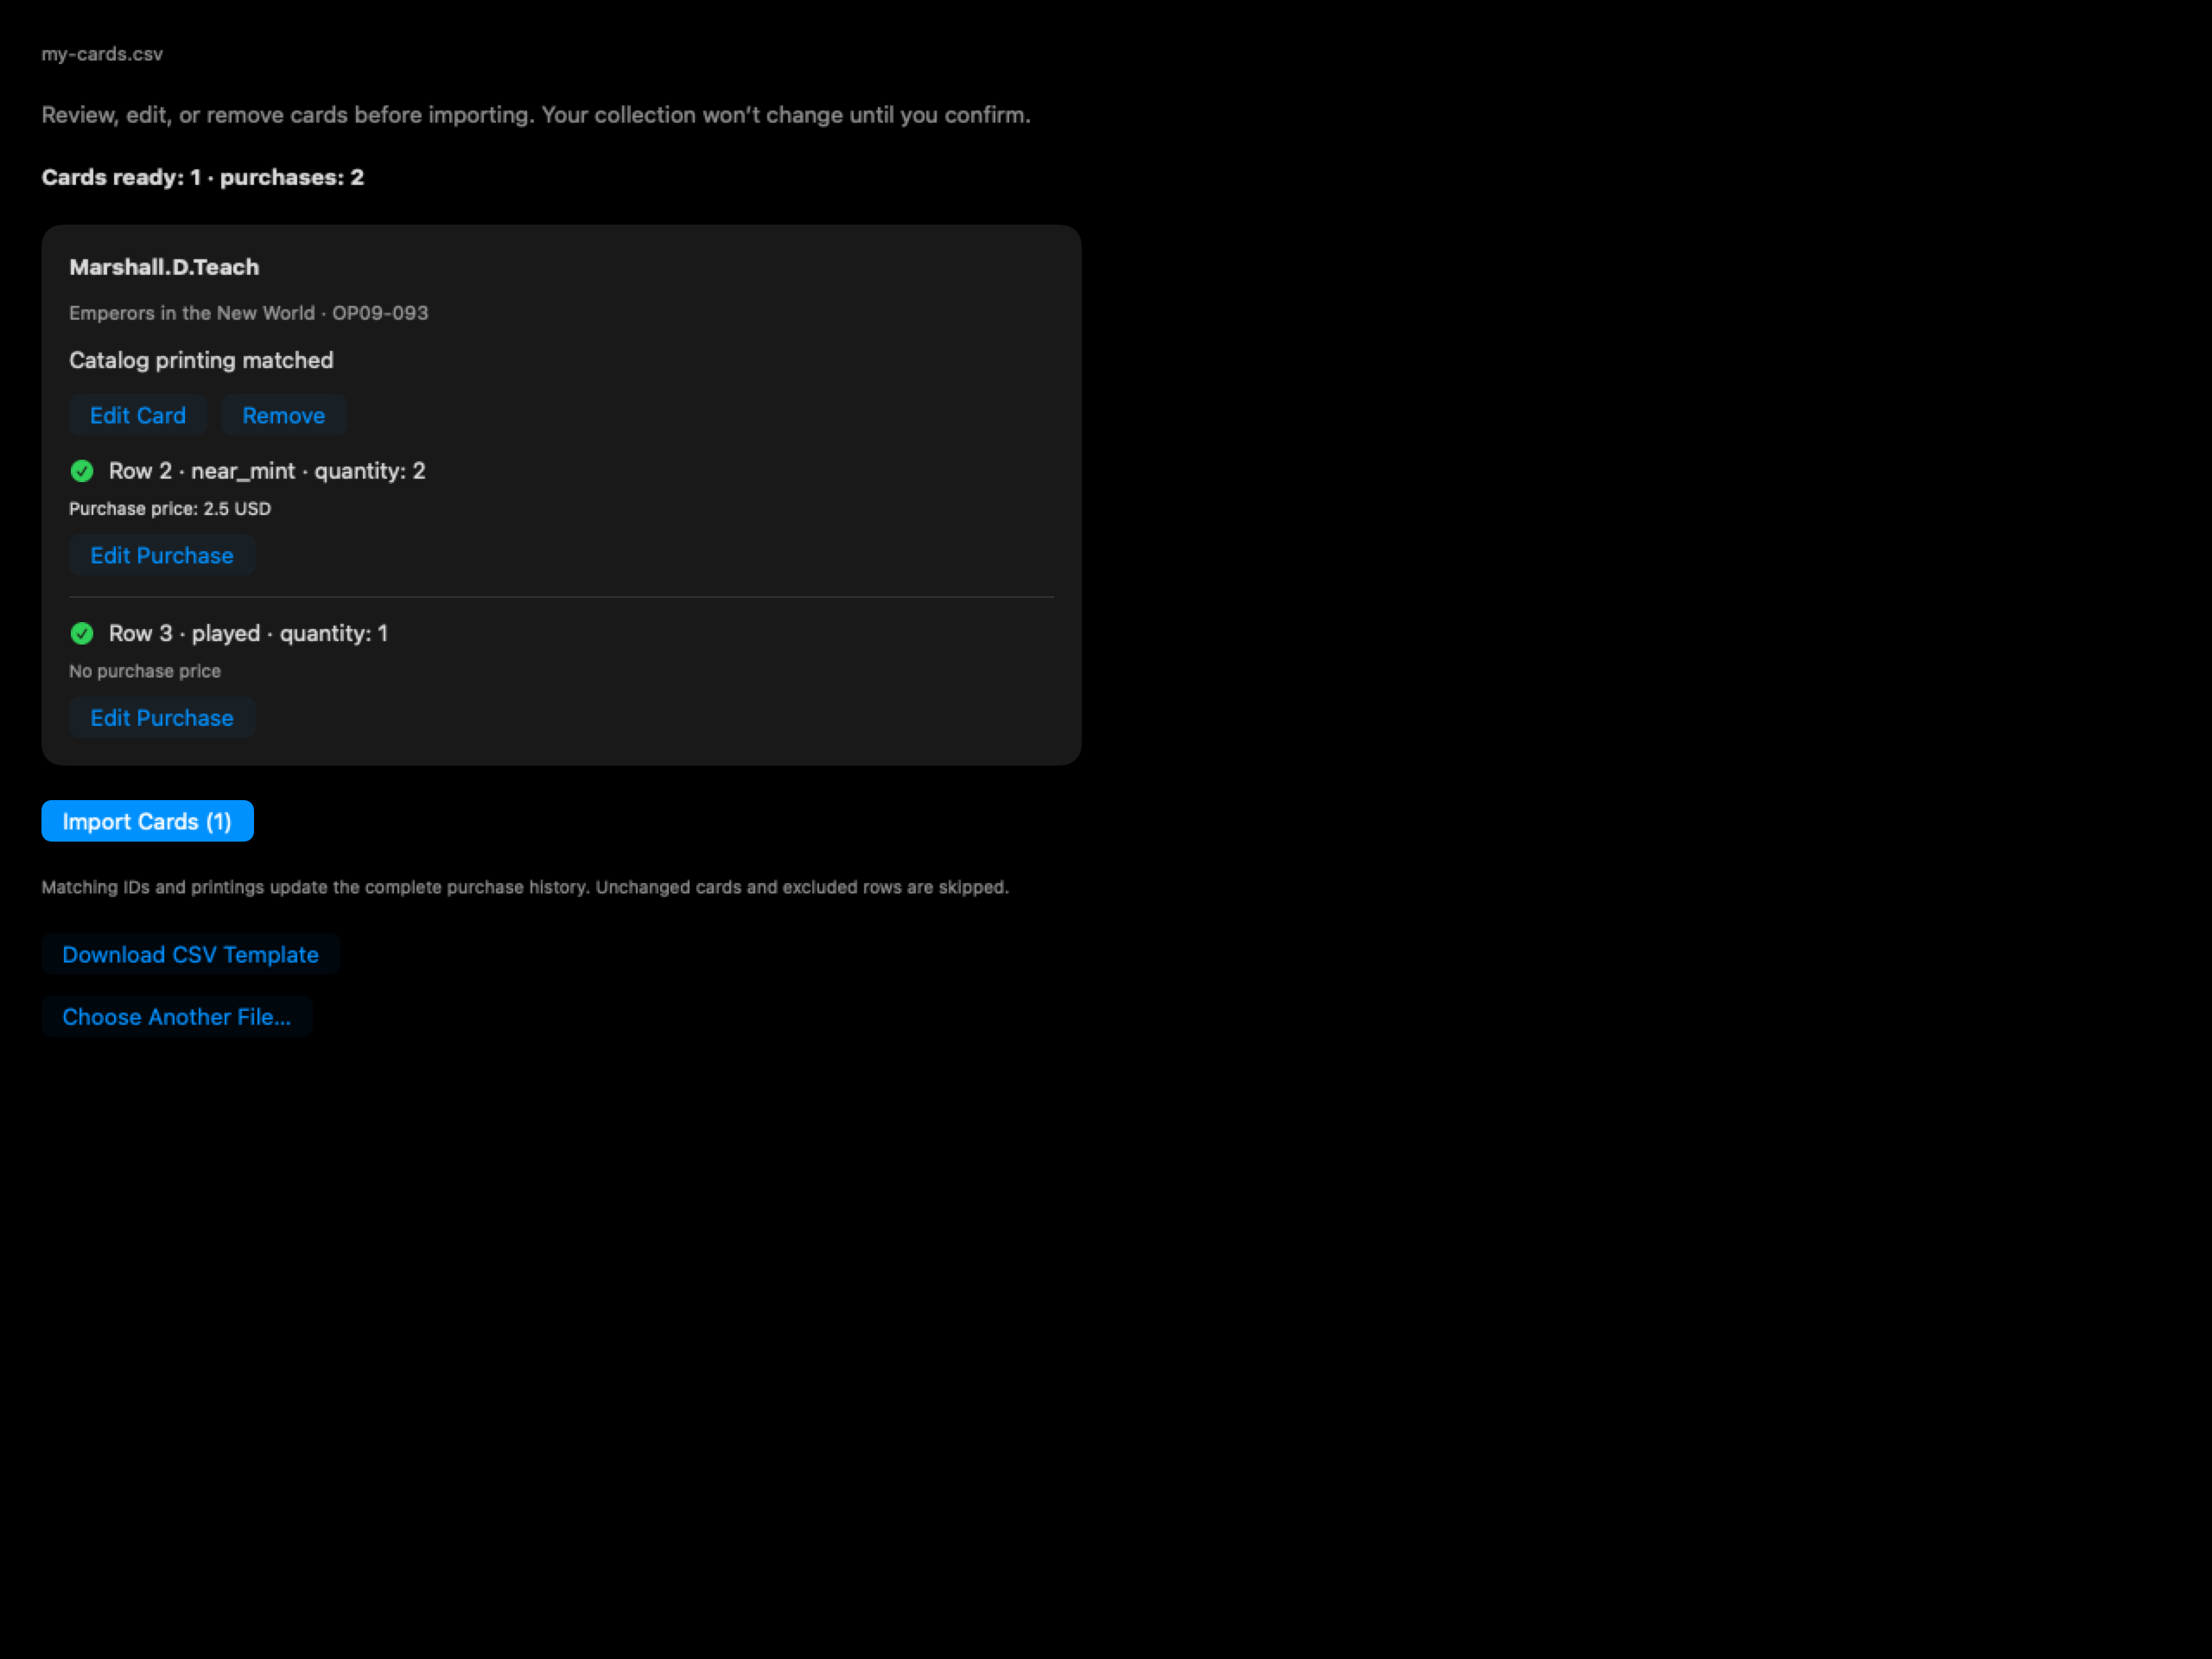 my-cards.csv
Review, edit, or remove cards before importing. Your collection won’t change until you confirm.
Cards ready: 1 · purchases: 2
Marshall.D.Teach
Emperors in the New World · OP09-093
Catalog printing matched
Edit Card
Remove
Row 2 · near_mint · quantity: 2
Purchase price: 2.5 USD
Edit Purchase
Row 3 · played · quantity: 1
No purchase price
Edit Purchase
Import Cards (1)
Matching IDs and printings update the complete purchase history. Unchanged cards and excluded rows are skipped.
Download CSV Template
Choose Another File...